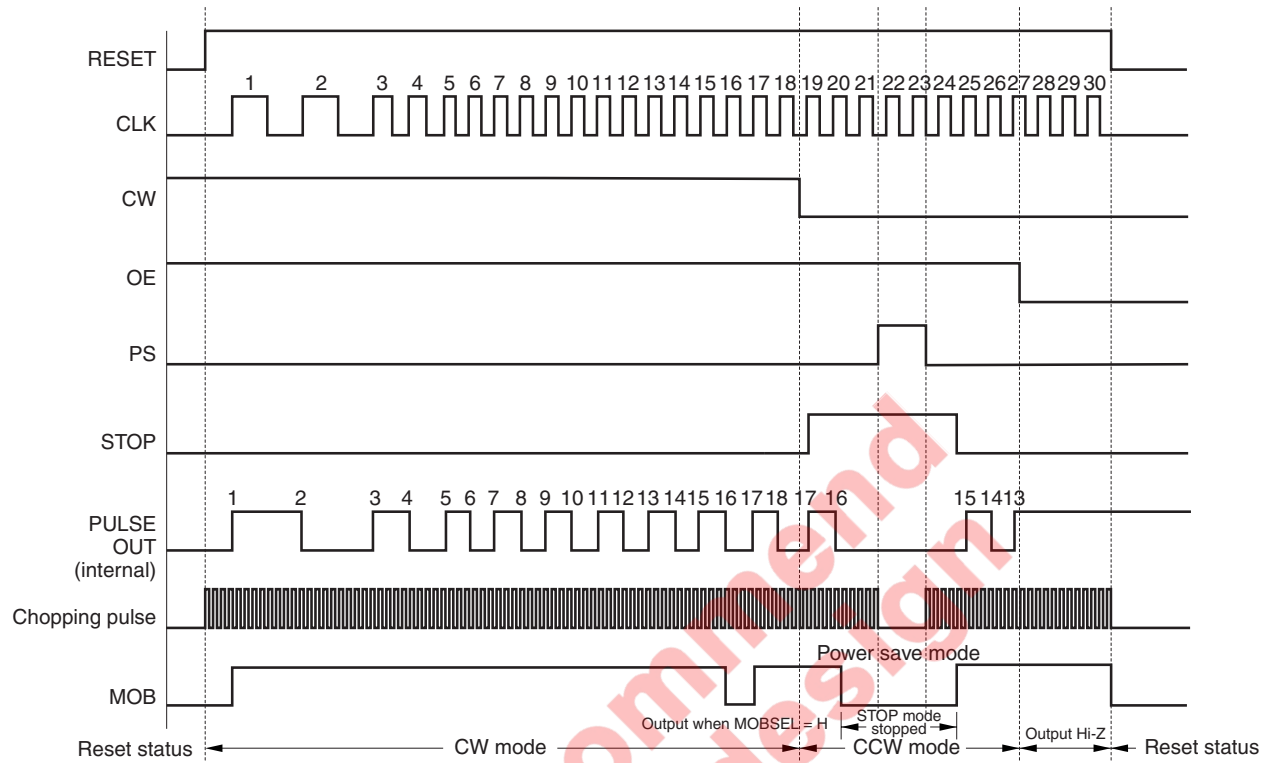 RESET
1 2 3 4 5 6 7 8 9 10 11 12 13 14 15 16 17 18 19 20 21 22 23 24 25 26 27 28 29 30
CLK
CW
OE
PS
STOP
1 2 3 4 5 6 7 8 9 10 11 12 13 14 15 16 17 18 17 16 15 14 13
PULSE
OUT
(internal)
Chopping pulse
Power save mode
MOB
Output when MOBSEL = H
STOP mode
stopped
Output Hi-Z
Reset status
CW mode
CCW mode
Reset status
ommend
design